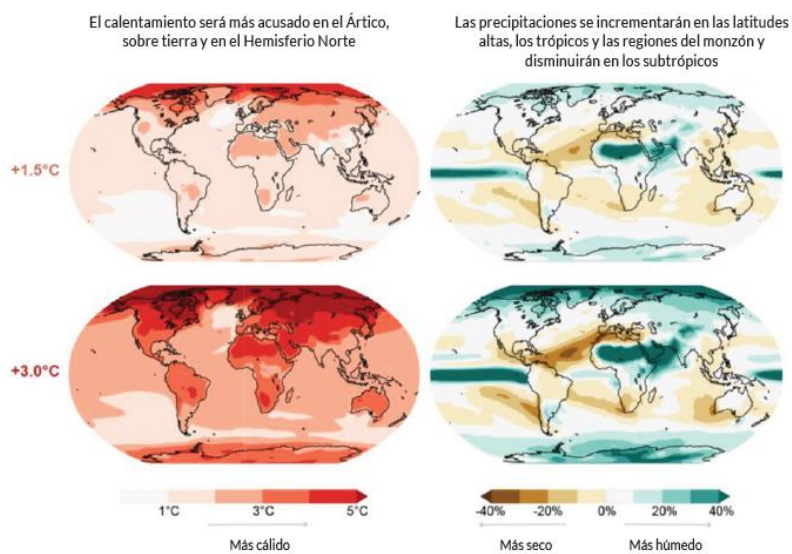 El calentamiento será más acusado en el Ártico,
sobre tierra y en el Hemisferio Norte
Las precipitaciones se incrementarán en las latitudes
altas, los trópicos y las regiones del monzón y
disminuirán en los subtrópicos
+1.5°C
+3.0°C
1°C 3°C 5°C
Más cálido
-40% -20% 0% 20% 40%
Más seco Más húmedo